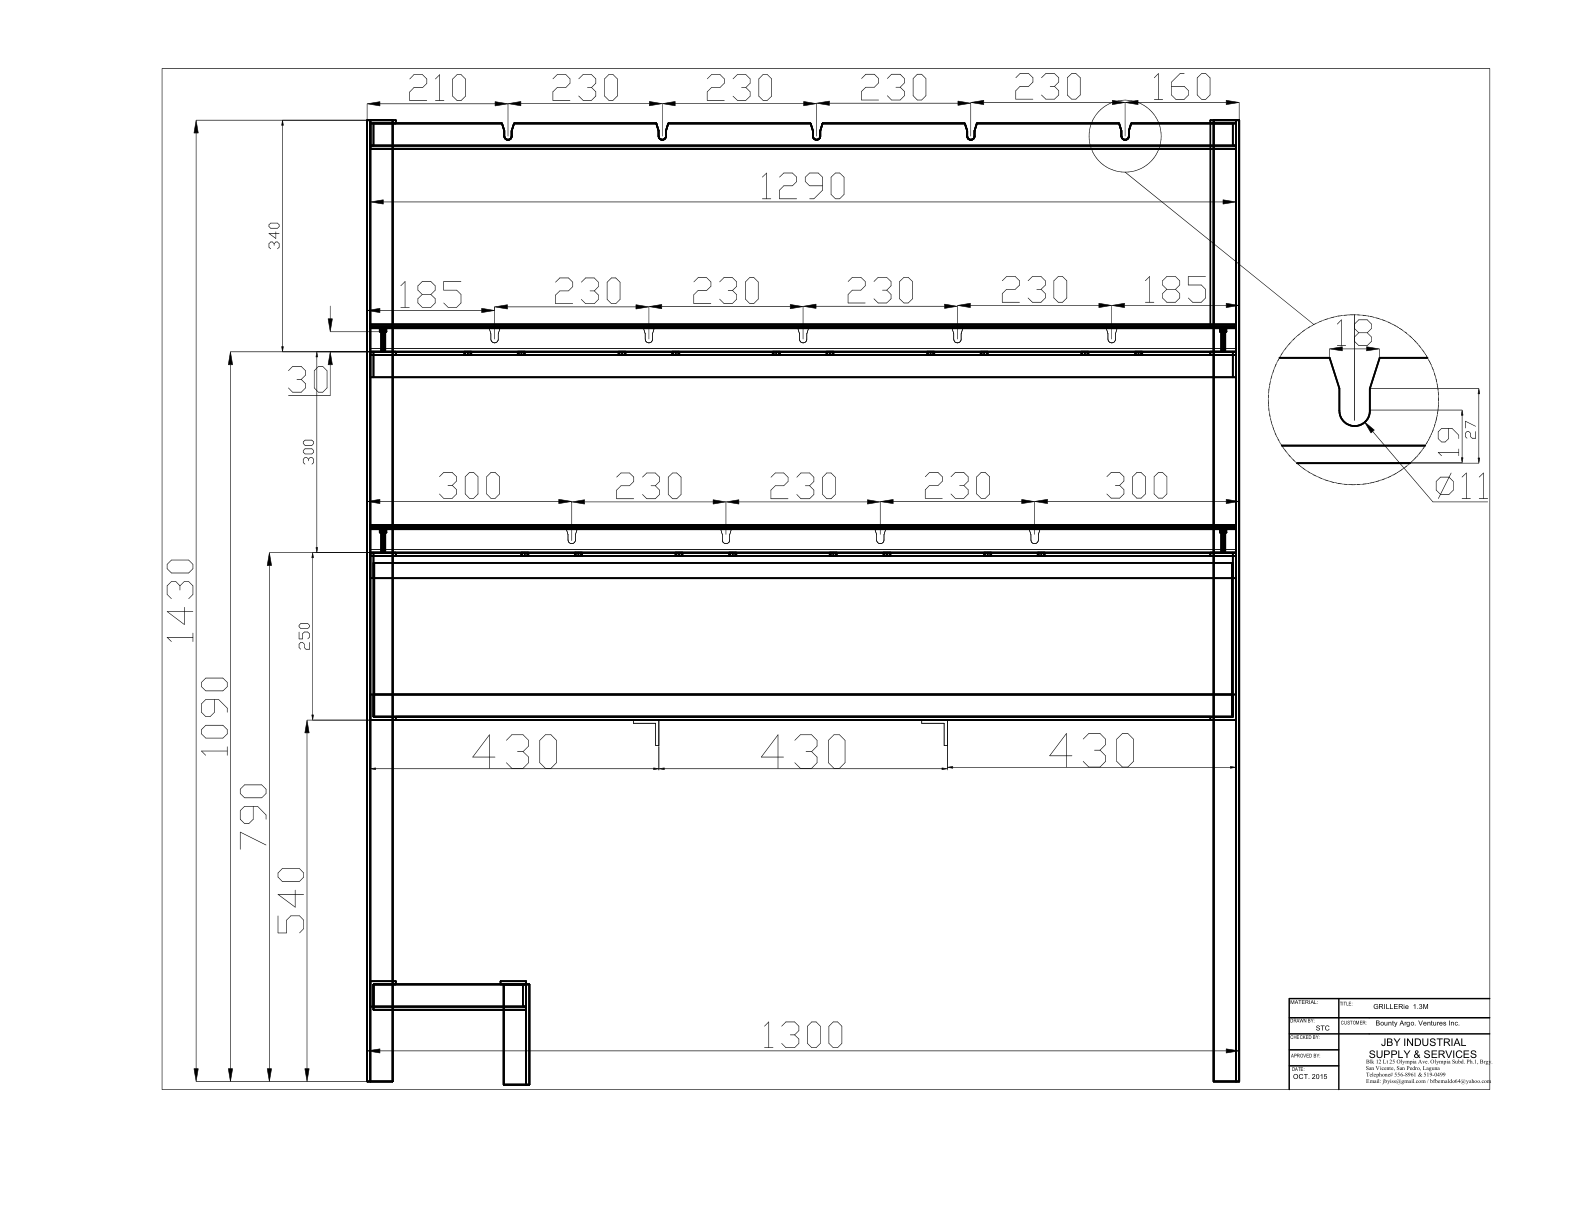 210 230 230 230 230 160
1290
340
185 230 230 230 230 185
18
30
19 27
Ø11
300
300 230 230 230 300
1430
250
1090
430 430 430
790
540
1300
MATERIAL:
TITLE: GRILLERie 1.3M
DRAWN BY: STC
CUSTOMER: Bounty Argo. Ventures Inc.
CHECKED BY:
JBY INDUSTRIAL
SUPPLY & SERVICES
APROVED BY:
Blk 12 Lt 25 Olympia Ave. Olympia Subd. Ph.1, Brgy.
San Vicente, San Pedro, Laguna
DATE: OCT. 2015
Telephone# 556-8961 & 519-0499
Email: jbyiss@gmail.com / bfbernaldo64@yahoo.com